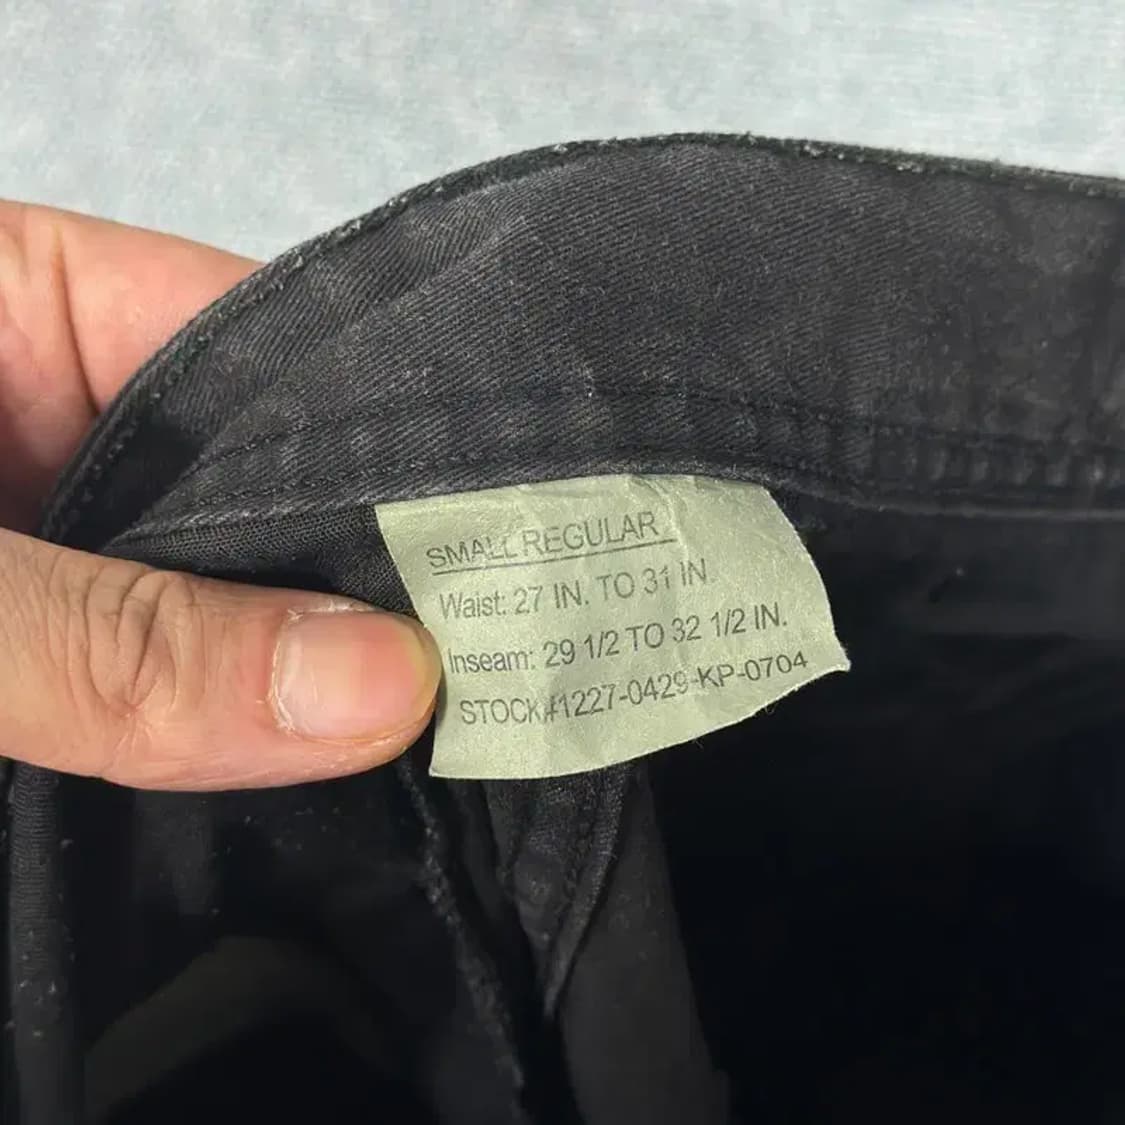 SMALL REGULAR
Waist: 27 IN. TO 31 IN.
Inseam: 29 1/2 TO 32 1/2 IN.
STOCK#1227-0429-KP-0704